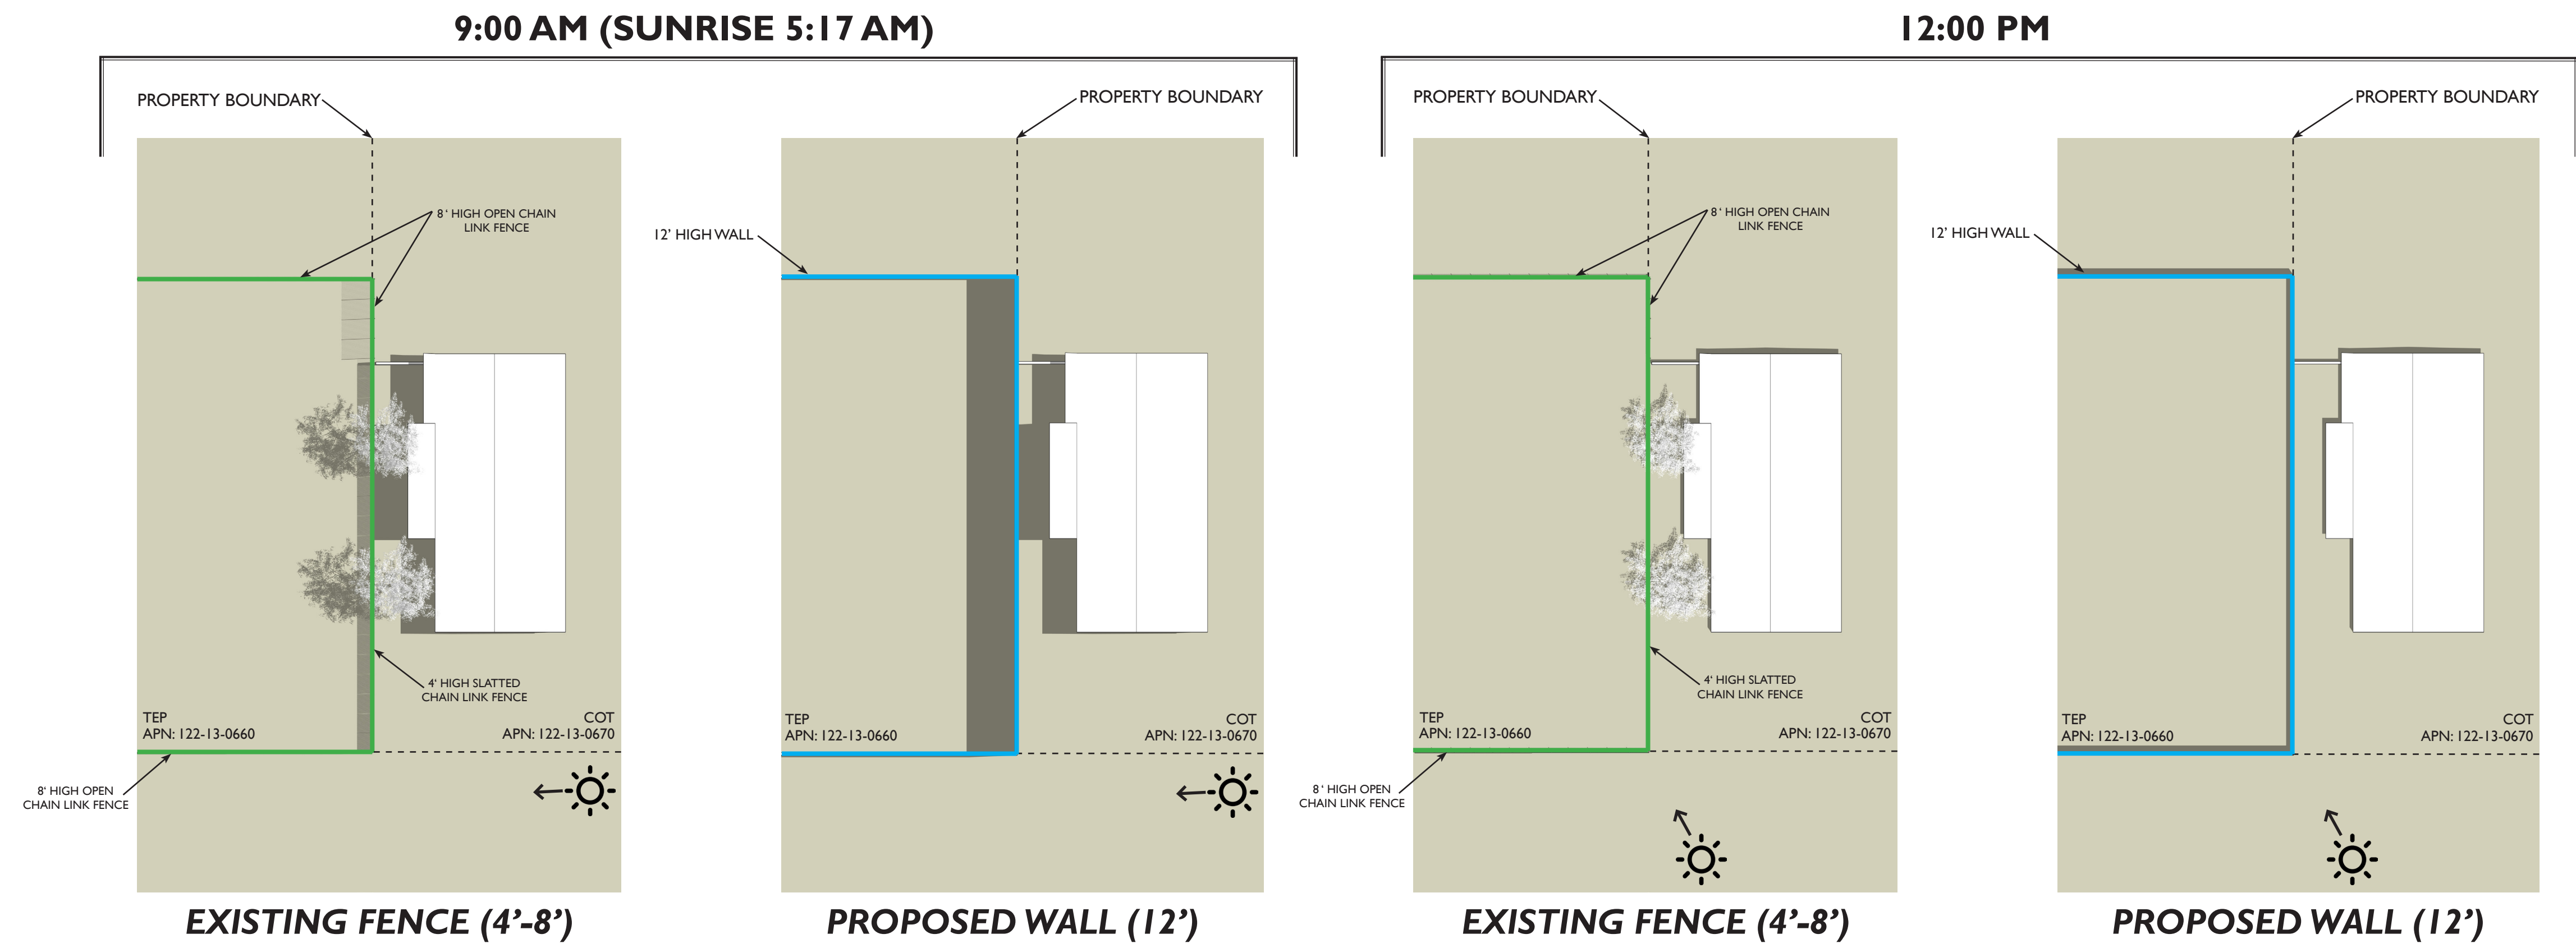 9:00 AM (SUNRISE 5:17 AM)
12:00 PM
PROPERTY BOUNDARY
8' HIGH OPEN CHAIN
LINK FENCE
4' HIGH SLATTED
CHAIN LINK FENCE
TEP
APN: 122-13-0660
COT
APN: 122-13-0670
8' HIGH OPEN
CHAIN LINK FENCE
EXISTING FENCE (4'-8')
PROPERTY BOUNDARY
12' HIGH WALL
TEP
APN: 122-13-0660
COT
APN: 122-13-0670
PROPOSED WALL (12')
PROPERTY BOUNDARY
8' HIGH OPEN CHAIN
LINK FENCE
4' HIGH SLATTED
CHAIN LINK FENCE
TEP
APN: 122-13-0660
COT
APN: 122-13-0670
8' HIGH OPEN
CHAIN LINK FENCE
EXISTING FENCE (4'-8')
PROPERTY BOUNDARY
12' HIGH WALL
TEP
APN: 122-13-0660
COT
APN: 122-13-0670
PROPOSED WALL (12')